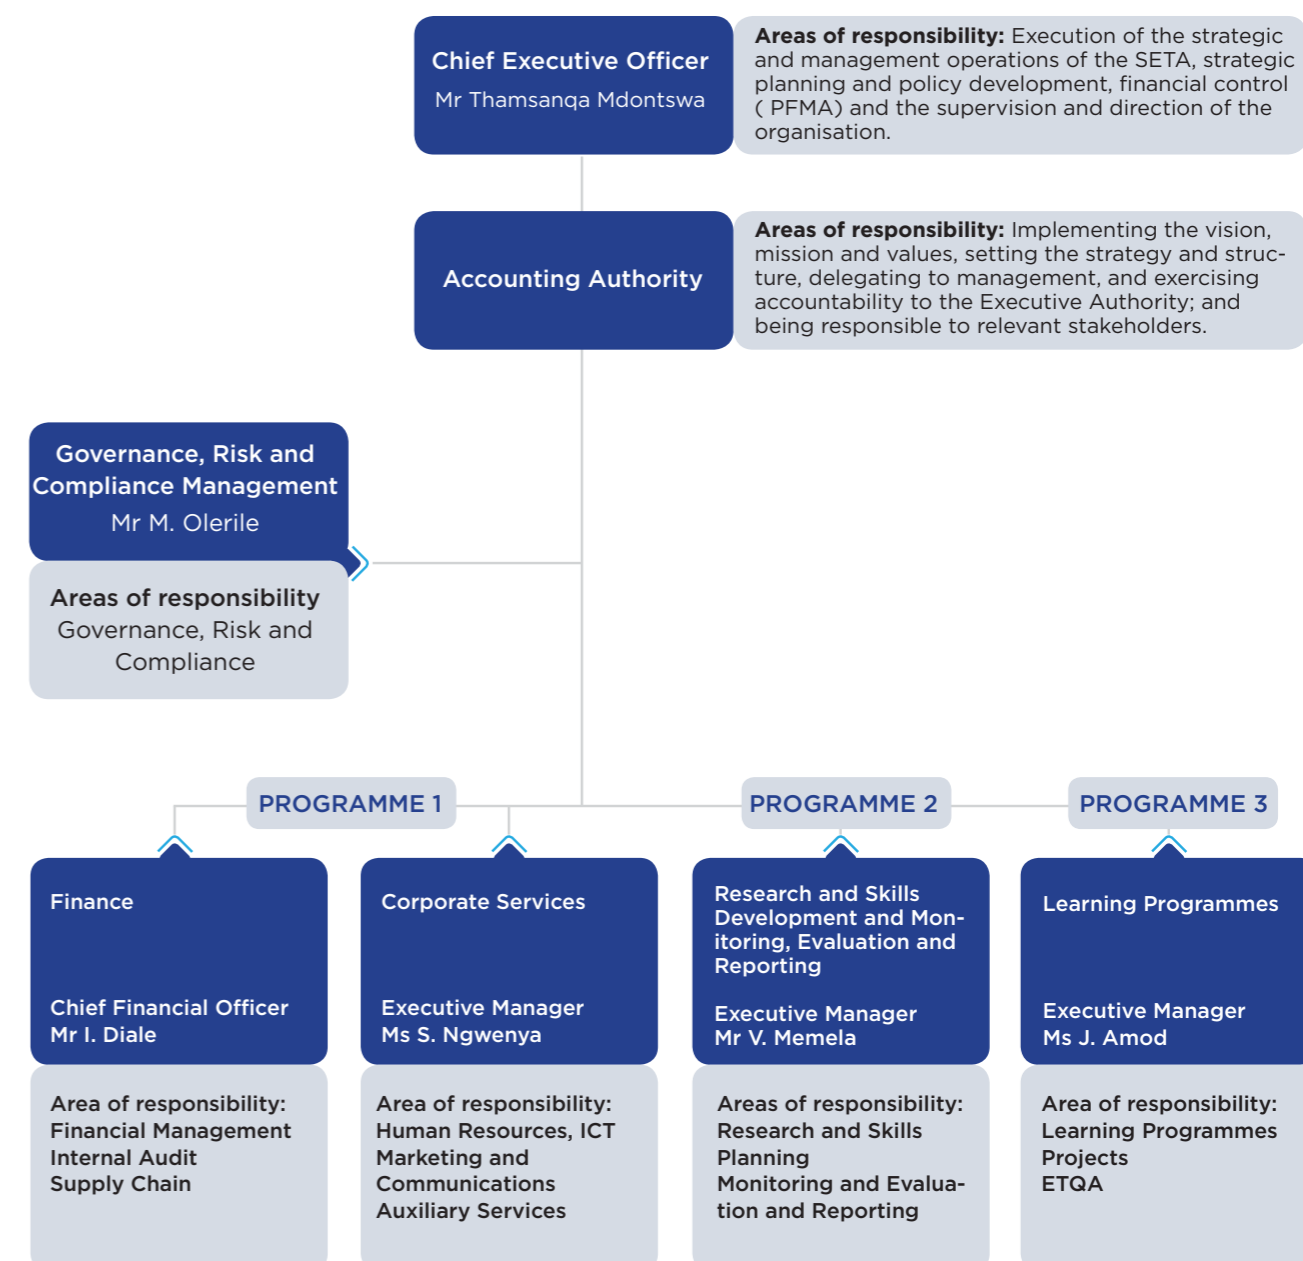 Chief Executive Officer
Mr Thamsanqa Mdontswa
Areas of responsibility: Execution of the strategic
and management operations of the SETA, strategic
planning and policy development, financial control
( PFMA) and the supervision and direction of the
organisation.
Accounting Authority
Areas of responsibility: Implementing the vision,
mission and values, setting the strategy and struc-
ture, delegating to management, and exercising
accountability to the Executive Authority; and
being responsible to relevant stakeholders.
Governance, Risk and
Compliance Management
Mr M. Olerile
Areas of responsibility
Governance, Risk and
Compliance
PROGRAMME 1
PROGRAMME 2
PROGRAMME 3
Finance
Chief Financial Officer
Mr I. Diale
Area of responsibility:
Financial Management
Internal Audit
Supply Chain
Corporate Services
Executive Manager
Ms S. Ngwenya
Area of responsibility:
Human Resources, ICT
Marketing and
Communications
Auxiliary Services
Research and Skills
Development and Mon-
itoring, Evaluation and
Reporting
Executive Manager
Mr V. Memela
Areas of responsibility:
Research and Skills
Planning
Monitoring and Evalua-
tion and Reporting
Learning Programmes
Executive Manager
Ms J. Amod
Area of responsibility:
Learning Programmes
Projects
ETQA